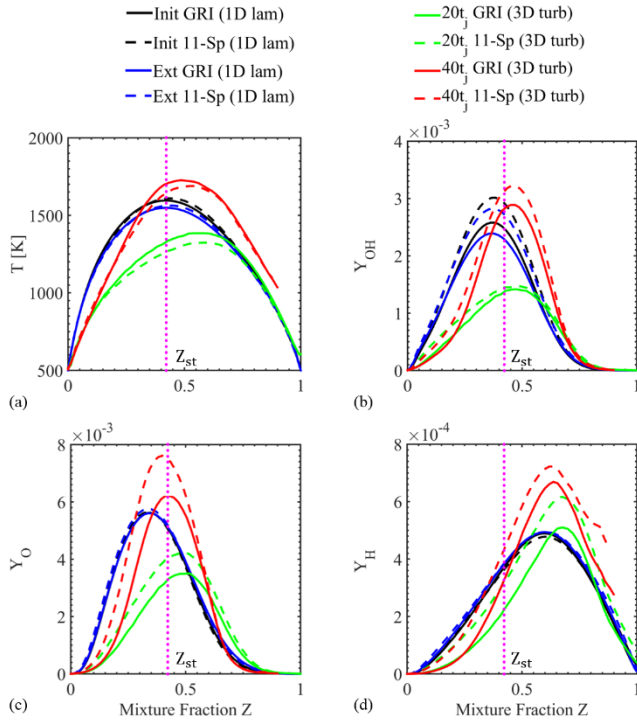 Init GRI (1D lam)
Init 11-Sp (1D lam)
Ext GRI (1D lam)
Ext 11-Sp (1D lam)
20t_J GRI (3D turb)
20t_J 11-Sp (3D turb)
40t_J GRI (3D turb)
40t_J 11-Sp (3D turb)
2000
1500
1000
500
T [K]
0 0.5 1
Z_st
(a)
×10^-3
4
3
2
1
0
Y_OH
0 0.5 1
Z_st
(b)
×10^-3
8
6
4
2
0
Y_O
0 0.5 1
Z_st
Mixture Fraction Z
(c)
×10^-4
8
6
4
2
0
Y_H
0 0.5 1
Z_st
Mixture Fraction Z
(d)